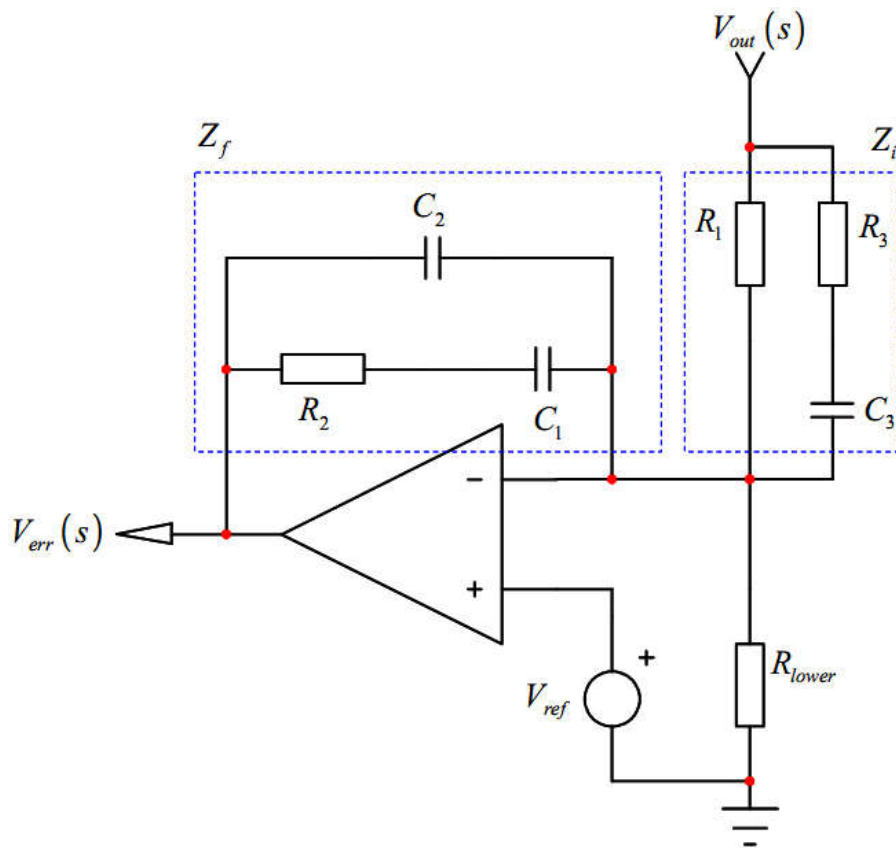 V_out(s)
Z_f
Z_i
C_2
R_1
R_3
R_2
C_1
C_3
-
V_err(s)
+
+
V_ref
R_lower